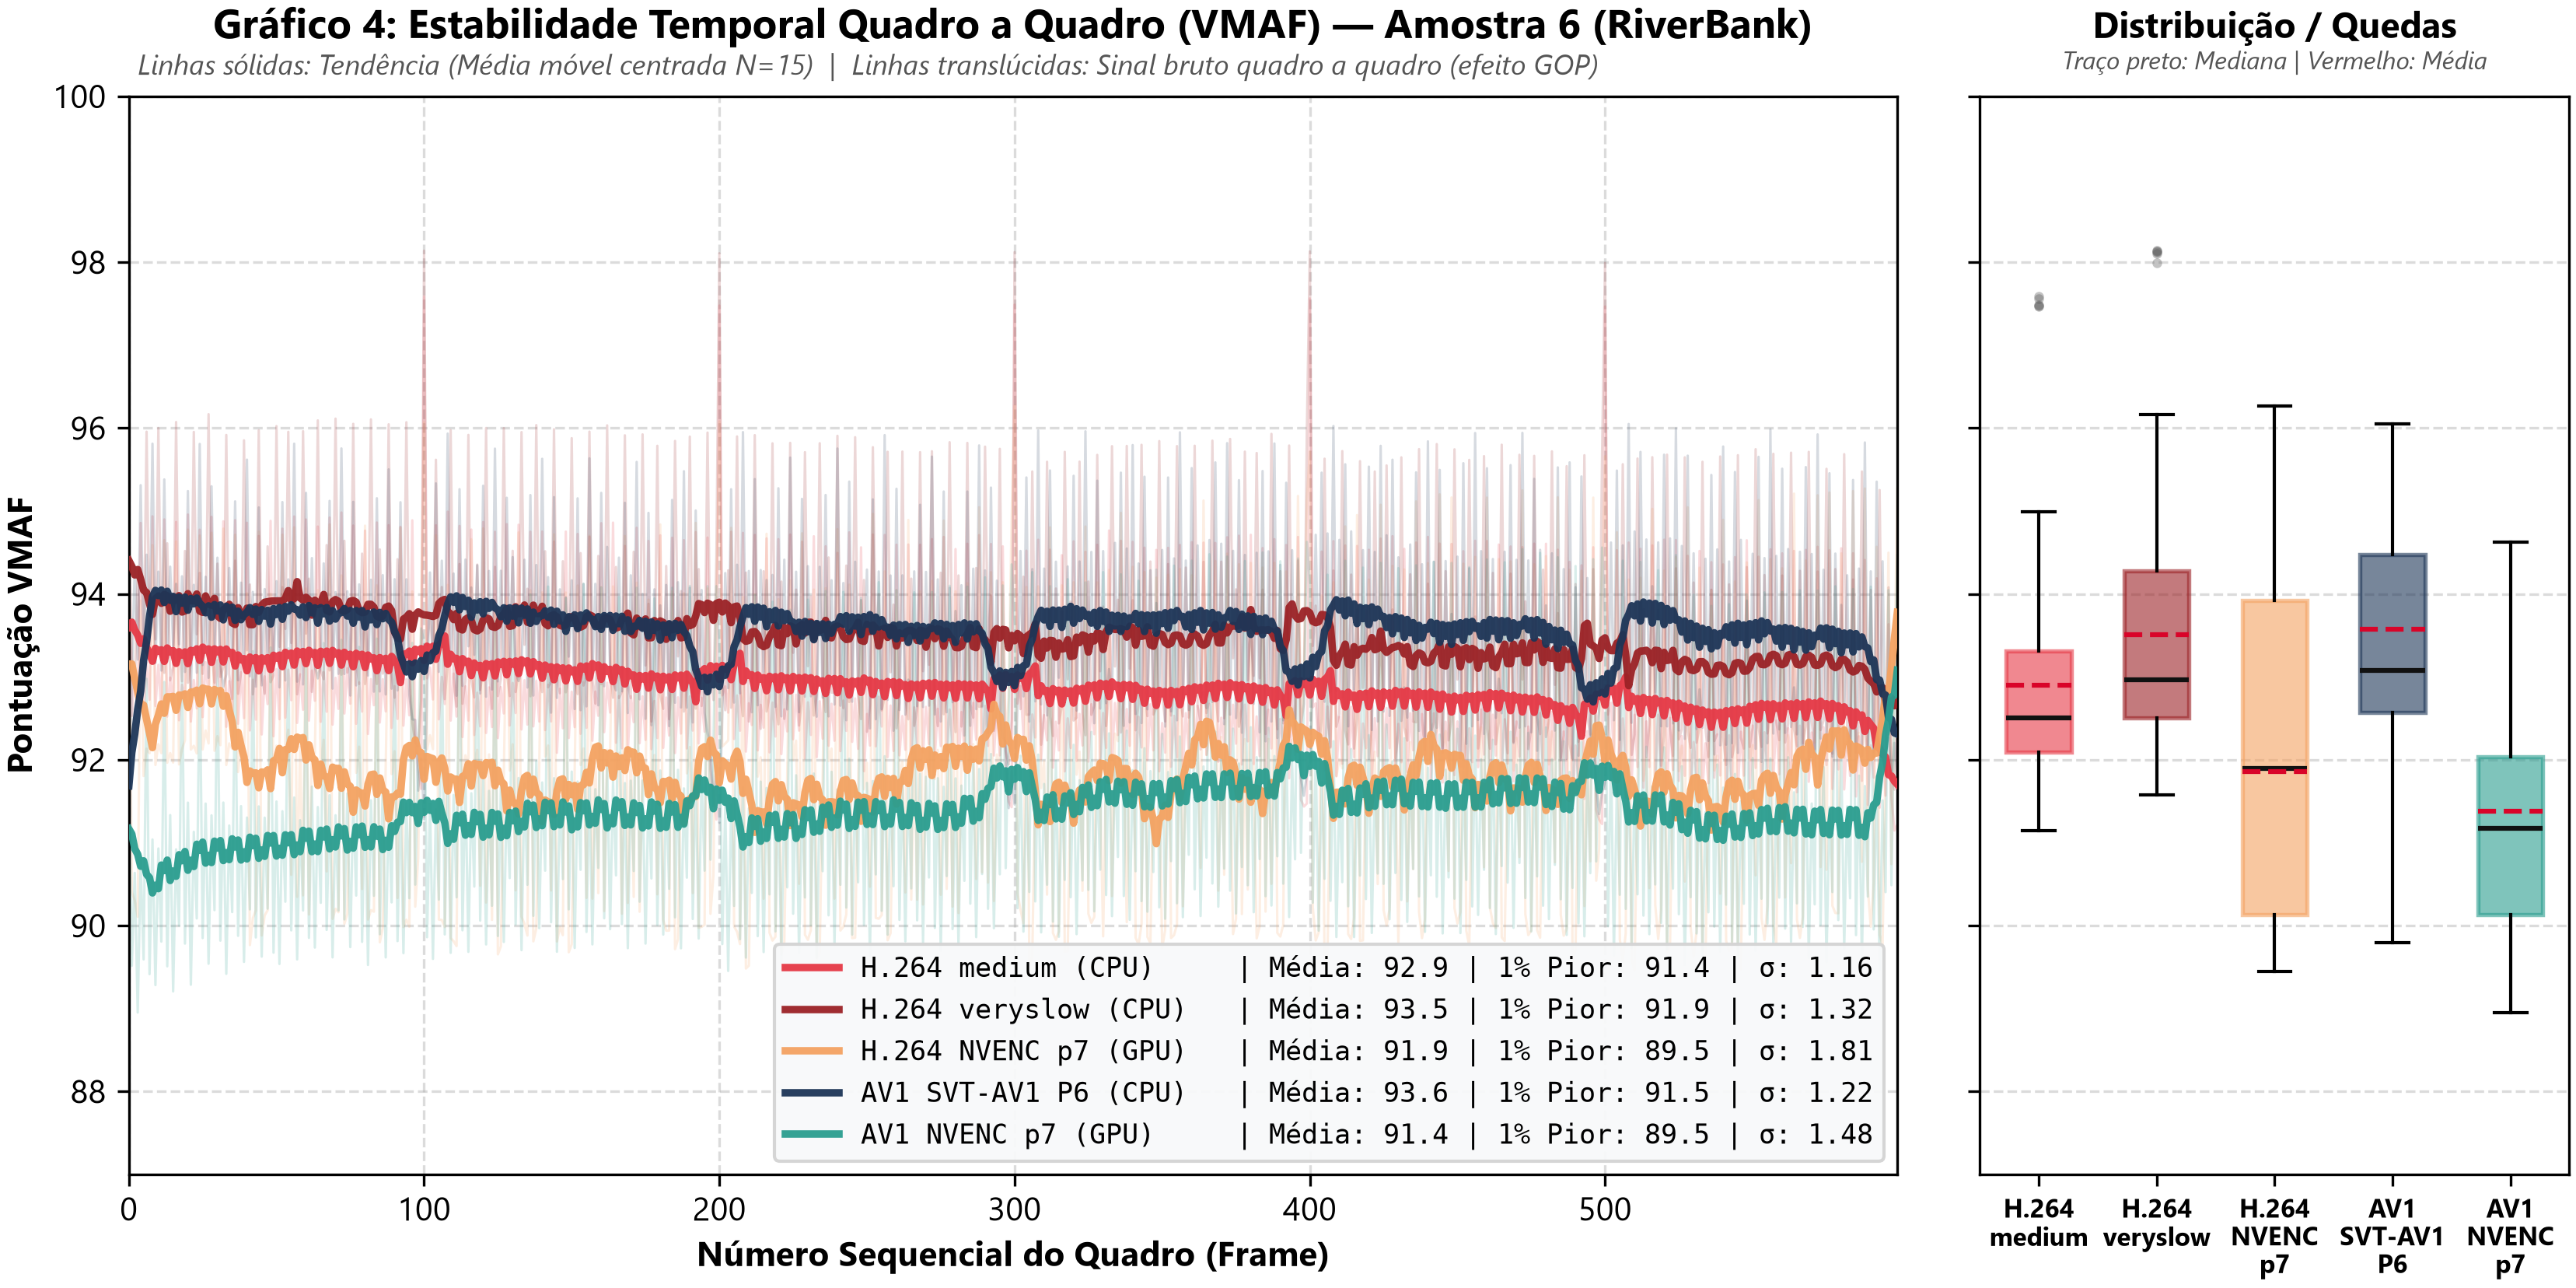 Gráfico 4: Estabilidade Temporal Quadro a Quadro (VMAF) — Amostra 6 (RiverBank)
Linhas sólidas: Tendência (Média móvel centrada N=15) | Linhas translúcidas: Sinal bruto quadro a quadro (efeito GOP)
Pontuação VMAF
100
98
96
94
92
90
88
H.264 medium (CPU) | Média: 92.9 | 1% Pior: 91.4 | σ: 1.16
H.264 veryslow (CPU) | Média: 93.5 | 1% Pior: 91.9 | σ: 1.32
H.264 NVENC p7 (GPU) | Média: 91.9 | 1% Pior: 89.5 | σ: 1.81
AV1 SVT-AV1 P6 (CPU) | Média: 93.6 | 1% Pior: 91.5 | σ: 1.22
AV1 NVENC p7 (GPU) | Média: 91.4 | 1% Pior: 89.5 | σ: 1.48
0 100 200 300 400 500
Número Sequencial do Quadro (Frame)
Distribuição / Quedas
Traço preto: Mediana | Vermelho: Média
H.264
medium
H.264
veryslow
H.264
NVENC
p7
AV1
SVT-AV1
P6
AV1
NVENC
p7